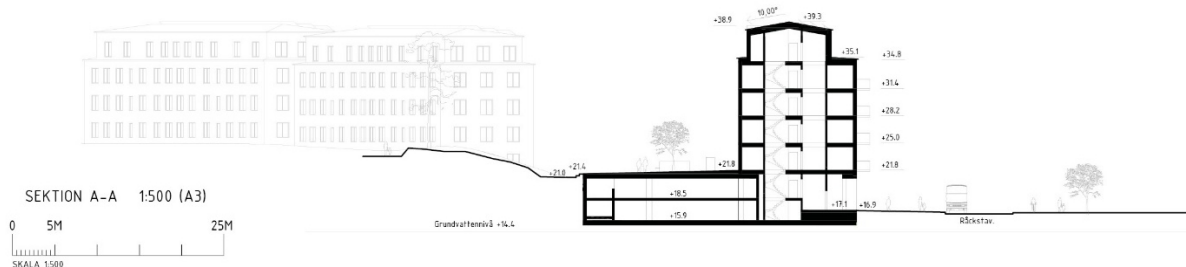 +38.9 10.00° +39.3
+35.1 +34.8
+31.4
+28.2
+25.0
+21.0 +21.4 +21.8 +21.8
+18.5
+17.1 +16.9
+15.9
Grundvattennivå +14.4
Råckstav.
SEKTION A-A 1:500 (A3)
0 5M 25M
SKALA 1:500